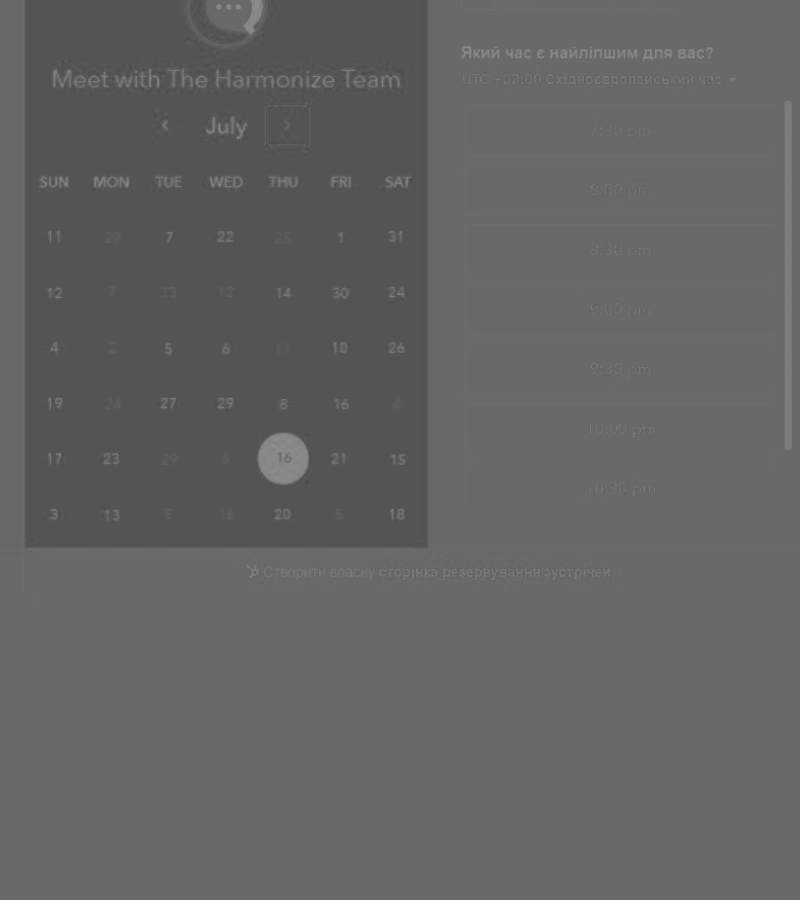 Meet with The Harmonize Team
July
SUN MON TUE WED THU FRI SAT
11 29 7 22 25 1 31
12 7 13 12 14 30 24
4 2 5 6 11 10 26
19 24 27 29 8 16 4
17 23 29 6 16 21 15
3 13 5 16 20 5 18
Який час є найліпшим для вас?
UTC +03:00 Східноєвропейський час
7:30 pm
8:00 pm
8:30 pm
9:00 pm
9:30 pm
10:00 pm
10:30 pm
Створити власну сторінка резервування зустрічей